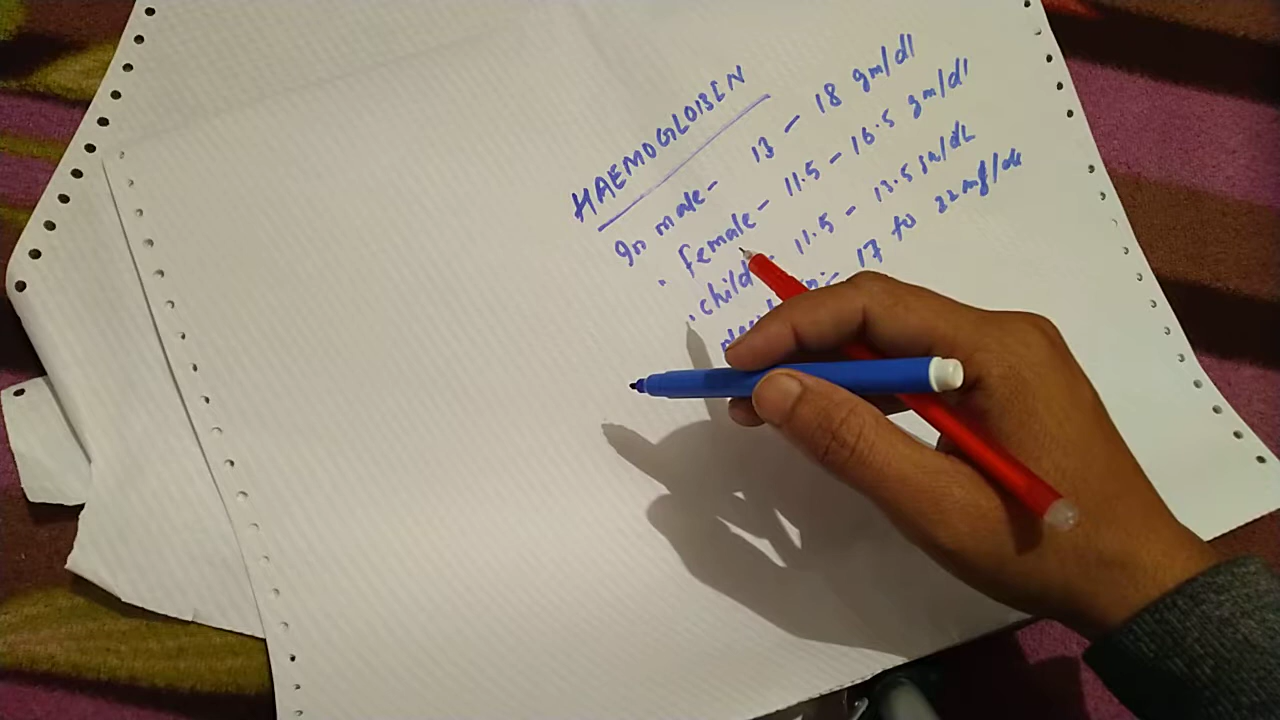 HAEMOGLOBIN
In male - 13 - 18 gm/dl
" Female - 11.5 - 16.5 gm/dl
" child - 11.5 - 13.5 gm/dL
17 to 22 mg/dL